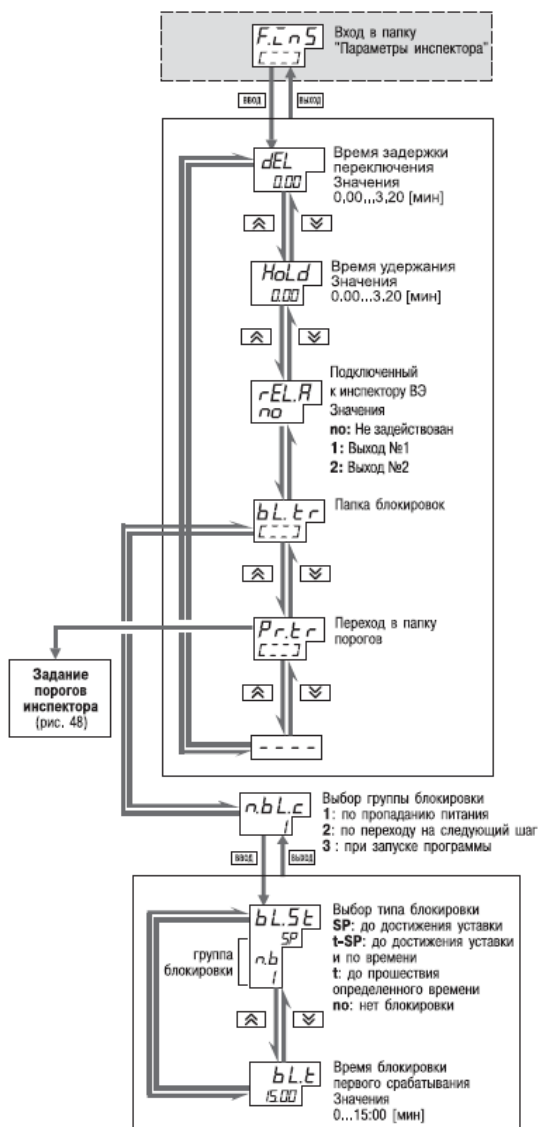 F.InS
[---]
Вход в папку
"Параметры инспектора"
ВВОД
ВЫХОД
dEL
0.00
Время задержки
переключения
Значения
0,00,,,3,20 [мин]
HoLd
0.00
Время удержания
Значения
0.00...3.20 [мин]
rEL.A
no
Подключенный
к инспектору ВЭ
Значения
no: Не задействован
1: Выход №1
2: Выход №2
bL.tr
[---]
Папка блокировок
Pr.tr
[---]
Переход в папку
порогов
Задание
порогов
инспектора
(рис. 48)
- - - -
n.bL.c
1
Выбор группы блокировки
1: по пропаданию питания
2: по переходу на следующий шаг
3 : при запуске программы
ВВОД
ВЫХОД
bL.St
SP
n.b
1
группа
блокировки
Выбор типа блокировки
SP: до достижения уставки
t-SP: до достижения уставки
и по времени
t: до прошествия
определенного времени
no: нет блокировки
bL.t
15.00
Время блокировки
первого срабатывания
Значения
0...15:00 [мин]